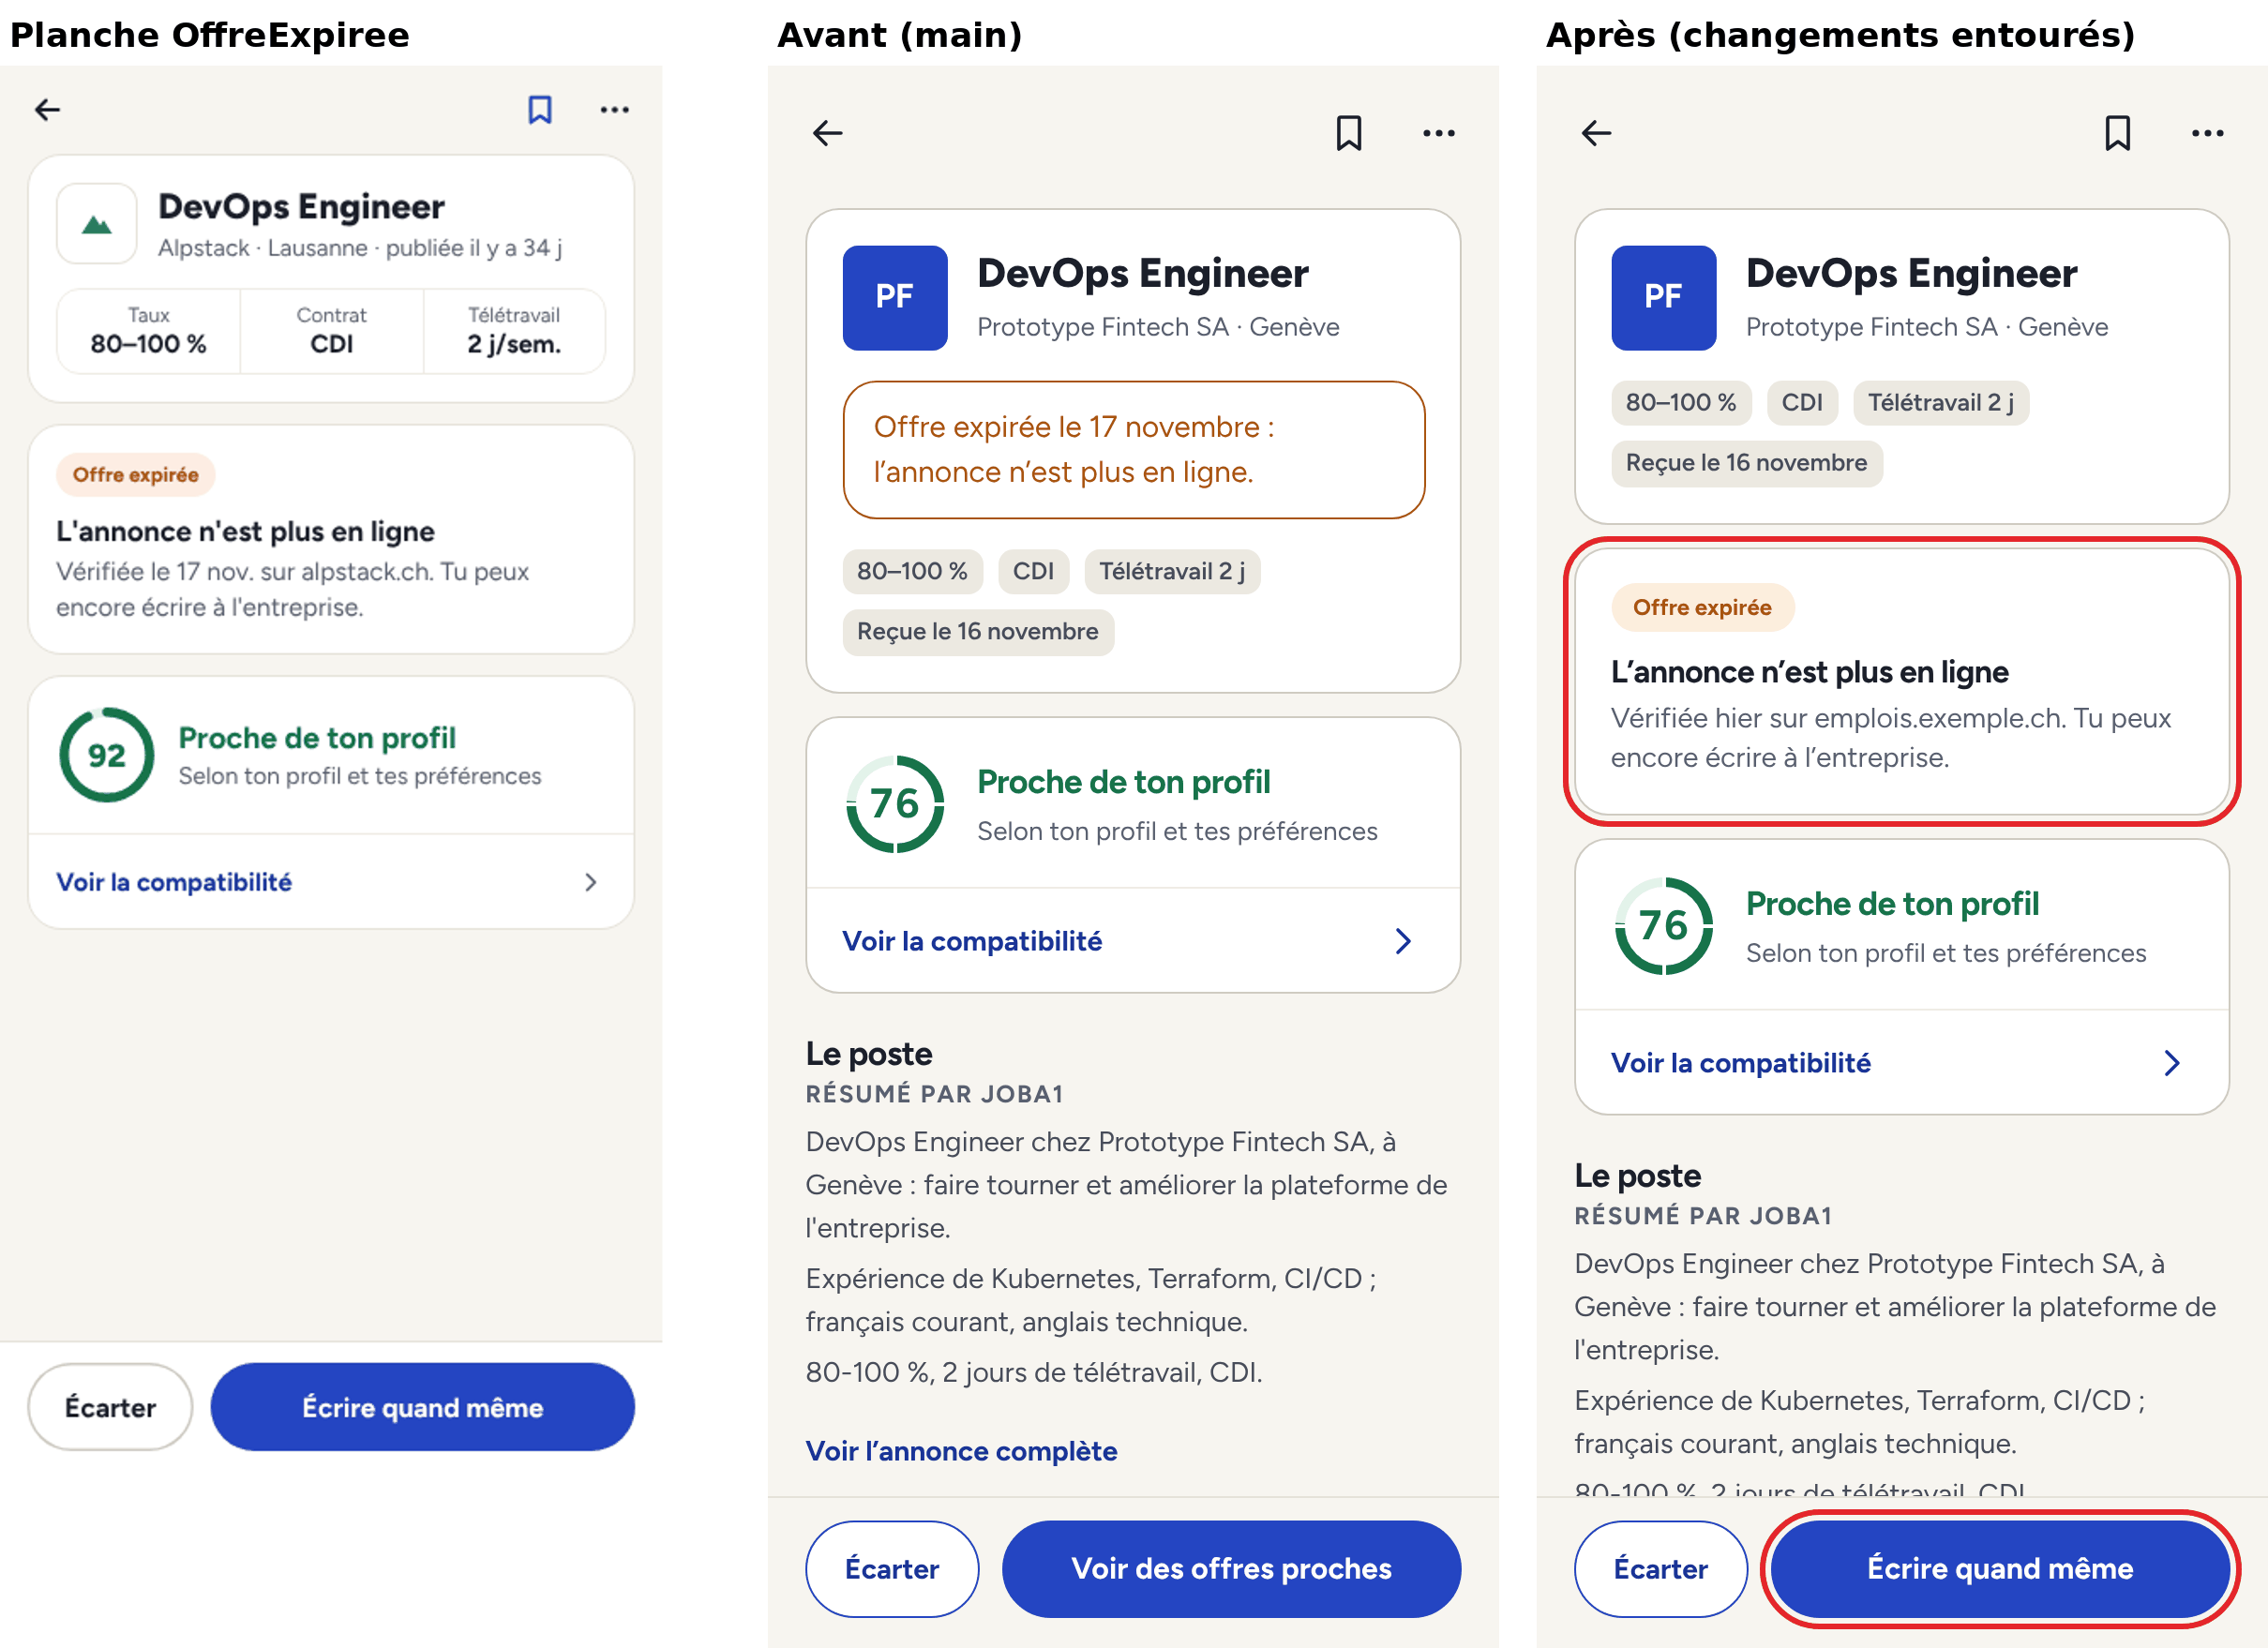 Planche OffreExpiree
DevOps Engineer
Alpstack · Lausanne · publiée il y a 34 j
Taux
80–100 %
Contrat
CDI
Télétravail
2 j/sem.
Offre expirée
L'annonce n'est plus en ligne
Vérifiée le 17 nov. sur alpstack.ch. Tu peux
encore écrire à l'entreprise.
92
Proche de ton profil
Selon ton profil et tes préférences
Voir la compatibilité
Écarter
Écrire quand même
Avant (main)
PF
DevOps Engineer
Prototype Fintech SA · Genève
Offre expirée le 17 novembre :
l’annonce n’est plus en ligne.
80–100 %
CDI
Télétravail 2 j
Reçue le 16 novembre
76
Proche de ton profil
Selon ton profil et tes préférences
Voir la compatibilité
Le poste
RÉSUMÉ PAR JOBA1
DevOps Engineer chez Prototype Fintech SA, à
Genève : faire tourner et améliorer la plateforme de
l'entreprise.
Expérience de Kubernetes, Terraform, CI/CD ;
français courant, anglais technique.
80-100 %, 2 jours de télétravail, CDI.
Voir l’annonce complète
Écarter
Voir des offres proches
Après (changements entourés)
PF
DevOps Engineer
Prototype Fintech SA · Genève
80–100 %
CDI
Télétravail 2 j
Reçue le 16 novembre
Offre expirée
L’annonce n’est plus en ligne
Vérifiée hier sur emplois.exemple.ch. Tu peux
encore écrire à l’entreprise.
76
Proche de ton profil
Selon ton profil et tes préférences
Voir la compatibilité
Le poste
RÉSUMÉ PAR JOBA1
DevOps Engineer chez Prototype Fintech SA, à
Genève : faire tourner et améliorer la plateforme de
l'entreprise.
Expérience de Kubernetes, Terraform, CI/CD ;
français courant, anglais technique.
80-100 %, 2 jours de télétravail, CDI.
Écarter
Écrire quand même